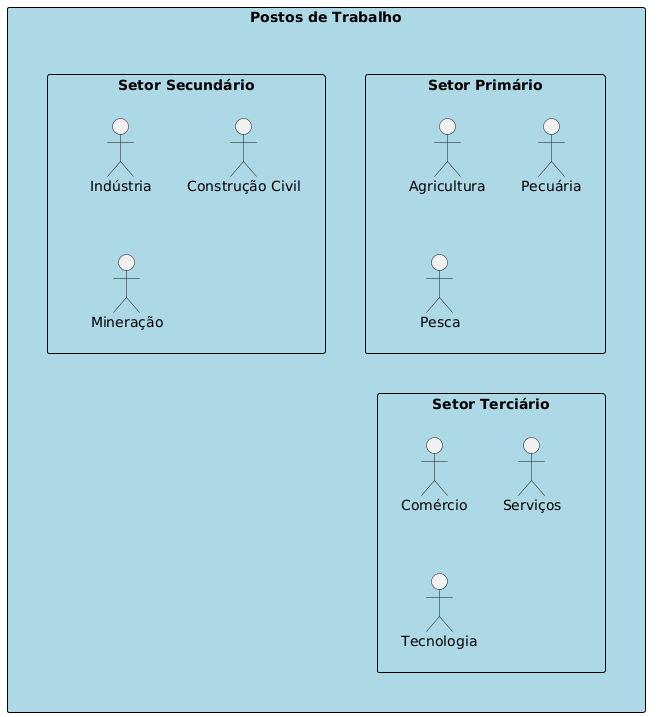 Postos de Trabalho
Setor Secundário
Indústria
Construção Civil
Mineração
Setor Primário
Agricultura
Pecuária
Pesca
Setor Terciário
Comércio
Serviços
Tecnologia